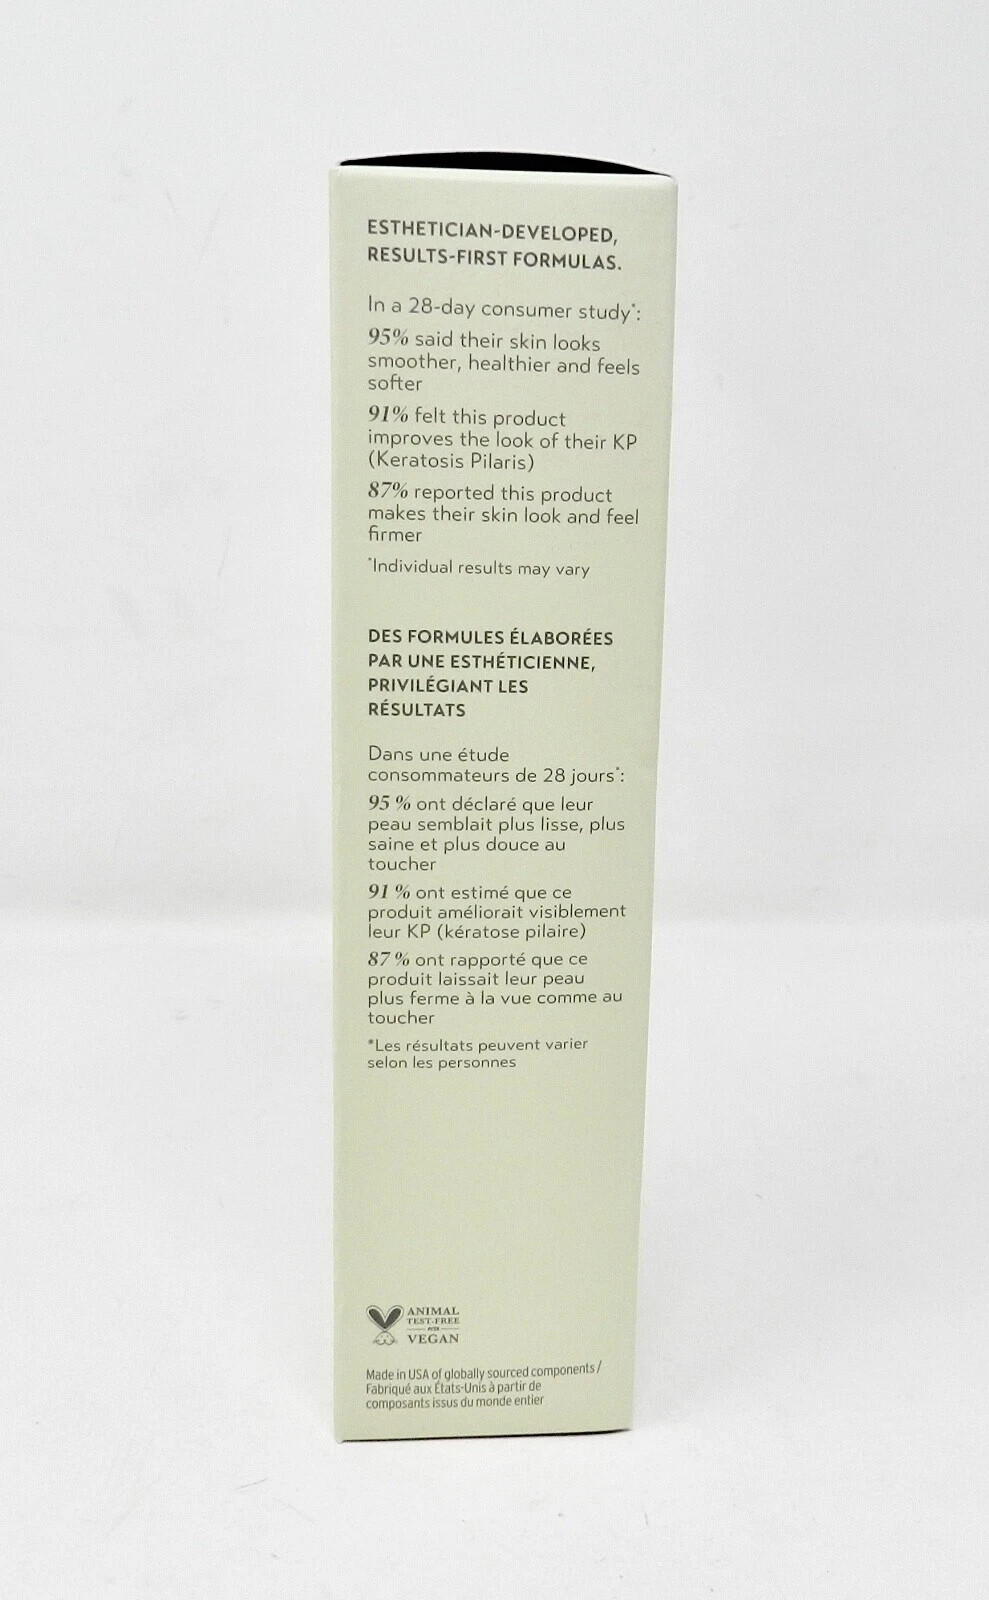 ESTHETICIAN-DEVELOPED,
RESULTS-FIRST FORMULAS.
In a 28-day consumer study*:
95% said their skin looks
smoother, healthier and feels
softer
91% felt this product
improves the look of their KP
(Keratosis Pilaris)
87% reported this product
makes their skin look and feel
firmer
*Individual results may vary
DES FORMULES ÉLABORÉES
PAR UNE ESTHÉTICIENNE,
PRIVILÉGIANT LES
RÉSULTATS
Dans une étude
consommateurs de 28 jours*:
95 % ont déclaré que leur
peau semblait plus lisse, plus
saine et plus douce au
toucher
91 % ont estimé que ce
produit améliorait visiblement
leur KP (kératose pilaire)
87 % ont rapporté que ce
produit laissait leur peau
plus ferme à la vue comme au
toucher
*Les résultats peuvent varier
selon les personnes
ANIMAL
TEST-FREE
VEGAN
Made in USA of globally sourced components /
Fabriqué aux États-Unis à partir de
composants issus du monde entier